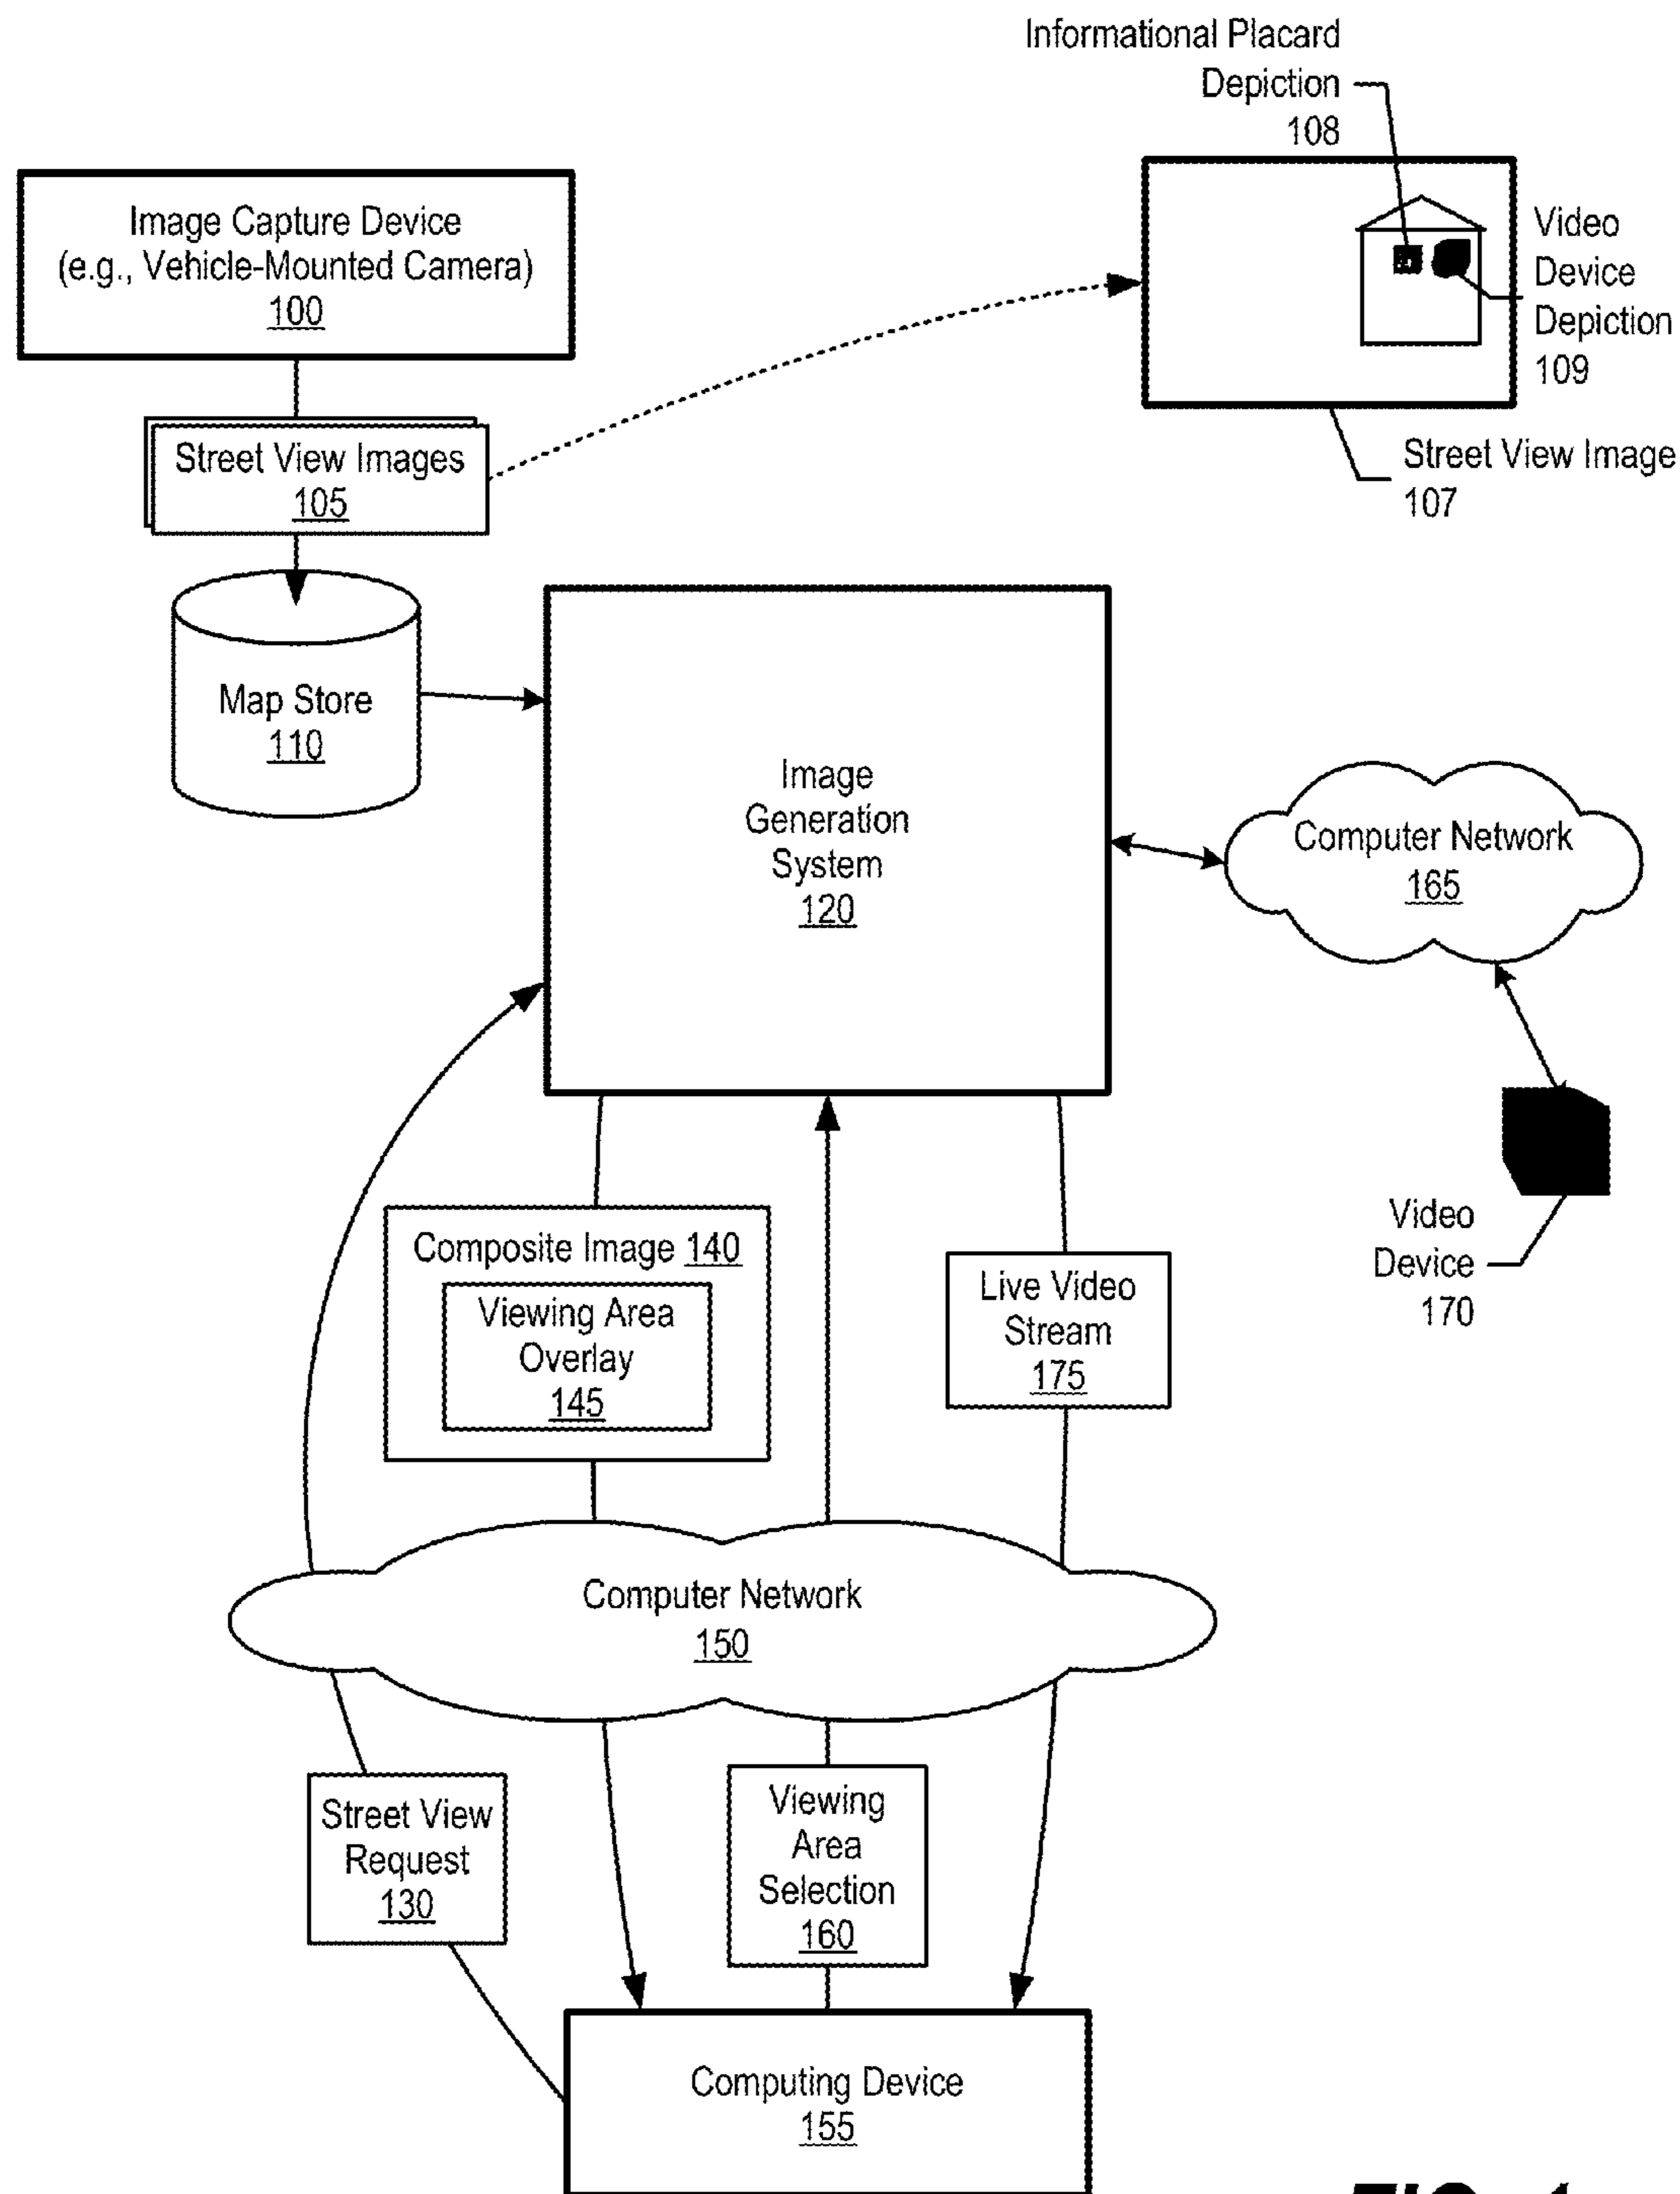 Informational Placard
Depiction
108
Image Capture Device
(e.g., Vehicle-Mounted Camera)
100
Video
Device
Depiction
109
Street View Images
105
Street View Image
107
Map Store
110
Image
Generation
System
120
Computer Network
165
Video
Device
170
Composite Image 140
Viewing Area
Overlay
145
Live Video
Stream
175
Computer Network
150
Street View
Request
130
Viewing
Area
Selection
160
Computing Device
155